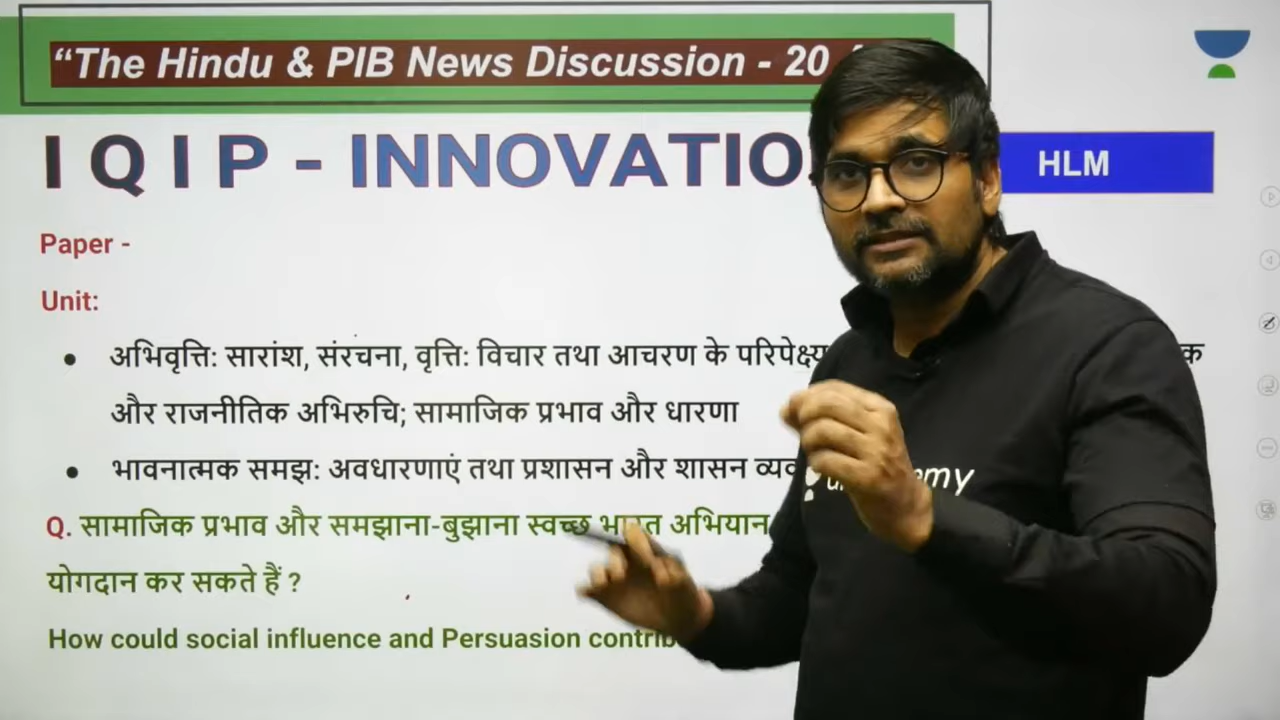 “The Hindu & PIB News Discussion - 20
I Q I P - INNOVATIO
HLM
Paper -
Unit:
अभिवृत्ति: सारांश, संरचना, वृत्ति: विचार तथा आचरण के परिपेक्ष्य
और राजनीतिक अभिरुचि; सामाजिक प्रभाव और धारणा
भावनात्मक समझ: अवधारणाएं तथा प्रशासन और शासन
Q. सामाजिक प्रभाव और समझाना-बुझाना स्वच्छ भारत अभियान
योगदान कर सकते हैं ?
How could social influence and Persuasion